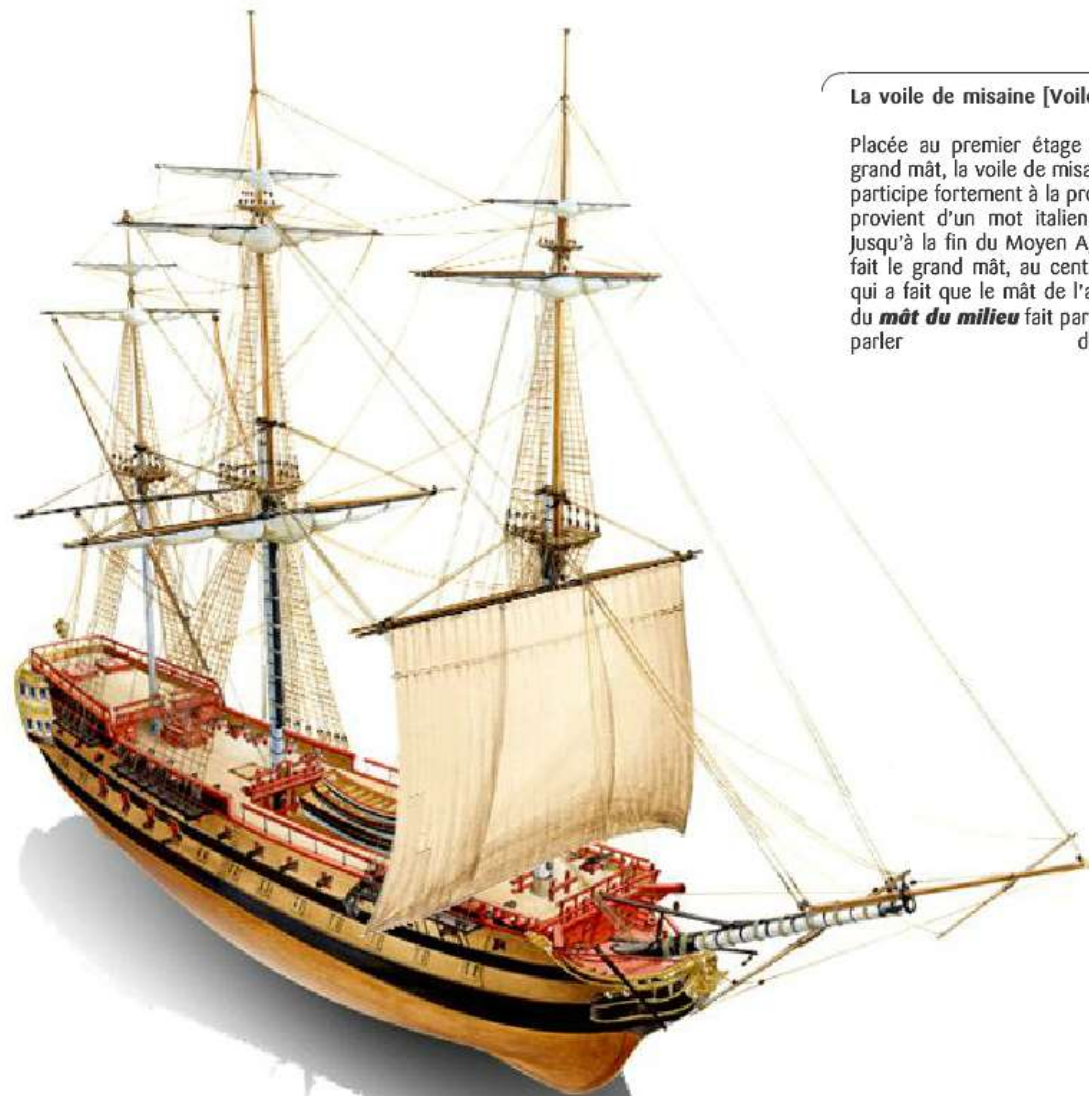 La voile de misaine [Voile
Placée au premier étage
grand mât, la voile de misa
participe fortement à la pro
provient d'un mot italien
Jusqu'à la fin du Moyen A
fait le grand mât, au cent
qui a fait que le mât de l'a
du mât du milieu fait par
parler d